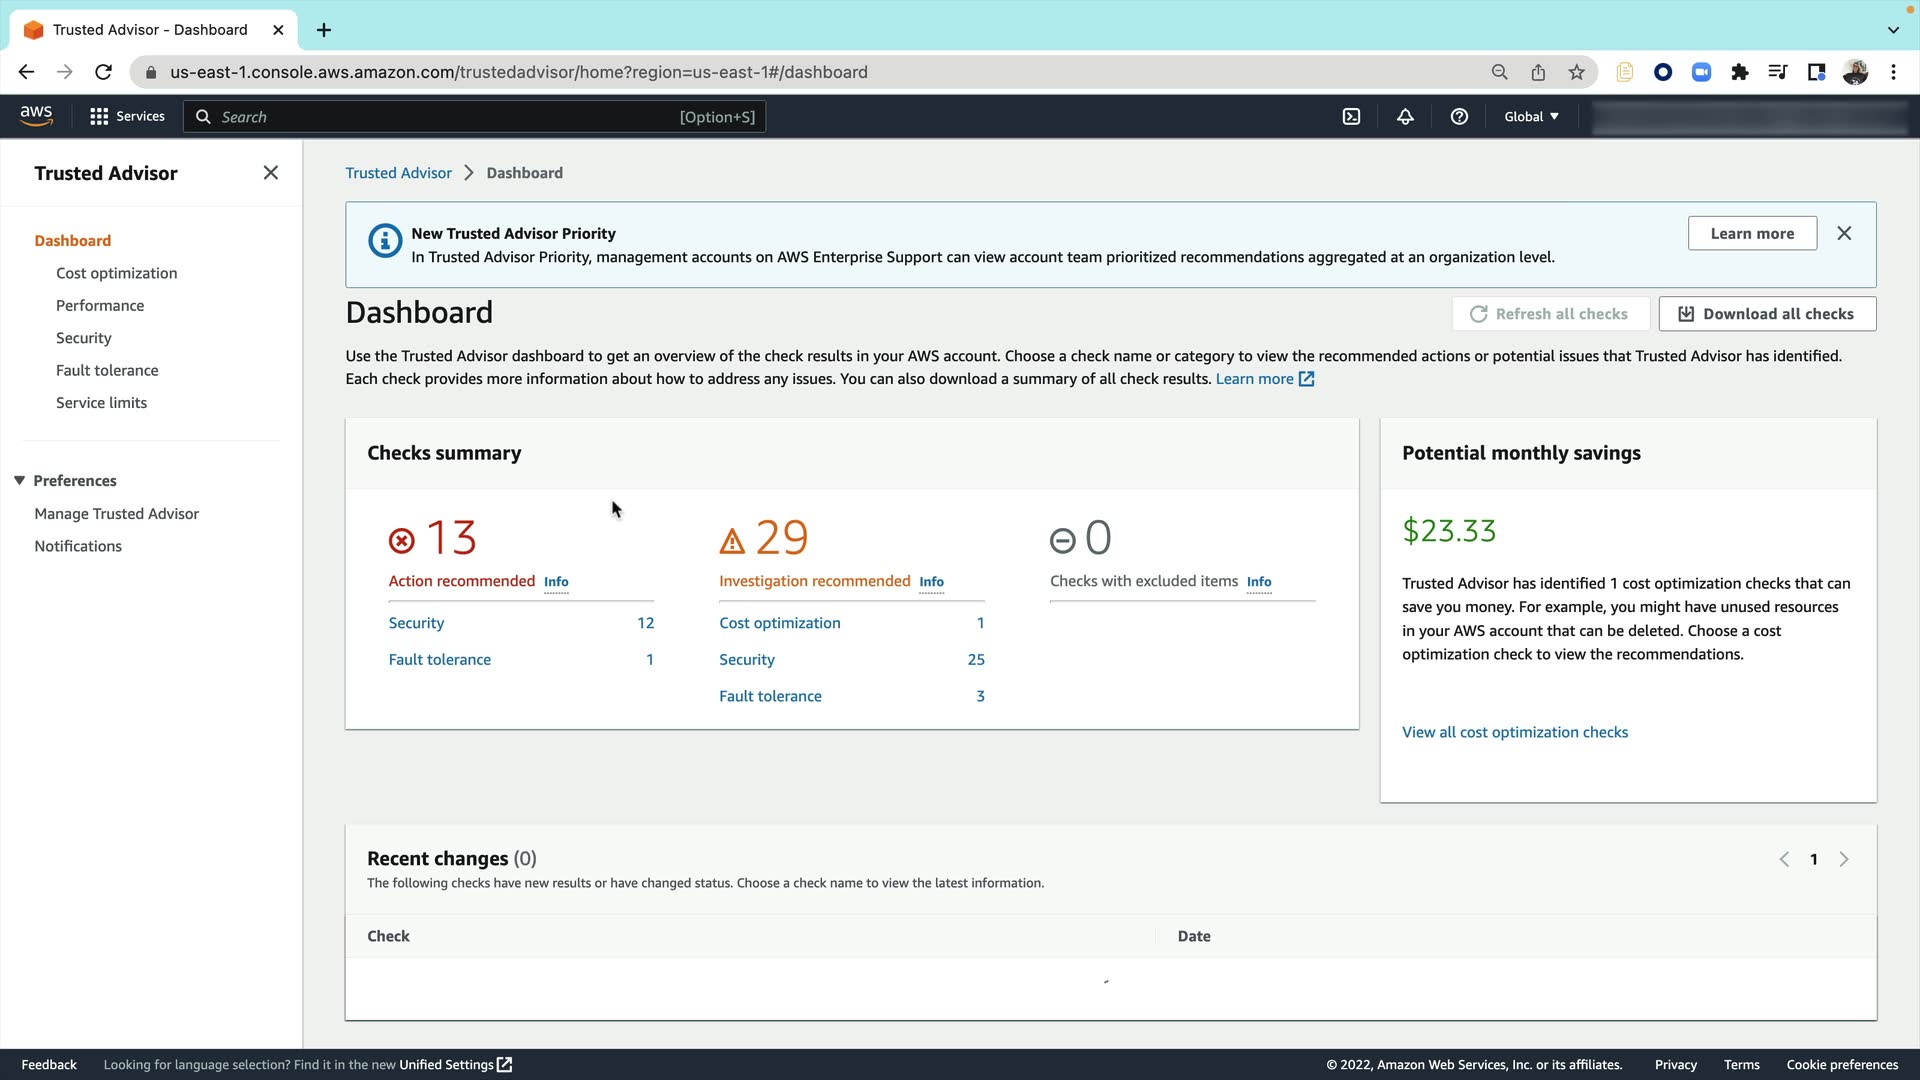 Trusted Advisor - Dashboard
us-east-1.console.aws.amazon.com/trustedadvisor/home?region=us-east-1#/dashboard
aws
Services
Search
[Option+S]
Global
Trusted Advisor
Dashboard
Cost optimization
Performance
Security
Fault tolerance
Service limits
Preferences
Manage Trusted Advisor
Notifications
Trusted Advisor > Dashboard
New Trusted Advisor Priority
In Trusted Advisor Priority, management accounts on AWS Enterprise Support can view account team prioritized recommendations aggregated at an organization level.
Learn more
Dashboard
Refresh all checks
Download all checks
Use the Trusted Advisor dashboard to get an overview of the check results in your AWS account. Choose a check name or category to view the recommended actions or potential issues that Trusted Advisor has identified.
Each check provides more information about how to address any issues. You can also download a summary of all check results. Learn more
Checks summary
13
Action recommended Info
Security 12
Fault tolerance 1
29
Investigation recommended Info
Cost optimization 1
Security 25
Fault tolerance 3
0
Checks with excluded items Info
Potential monthly savings
$23.33
Trusted Advisor has identified 1 cost optimization checks that can
save you money. For example, you might have unused resources
in your AWS account that can be deleted. Choose a cost
optimization check to view the recommendations.
View all cost optimization checks
Recent changes (0)
The following checks have new results or have changed status. Choose a check name to view the latest information.
1
Check Date
Feedback
Looking for language selection? Find it in the new Unified Settings
© 2022, Amazon Web Services, Inc. or its affiliates.
Privacy
Terms
Cookie preferences